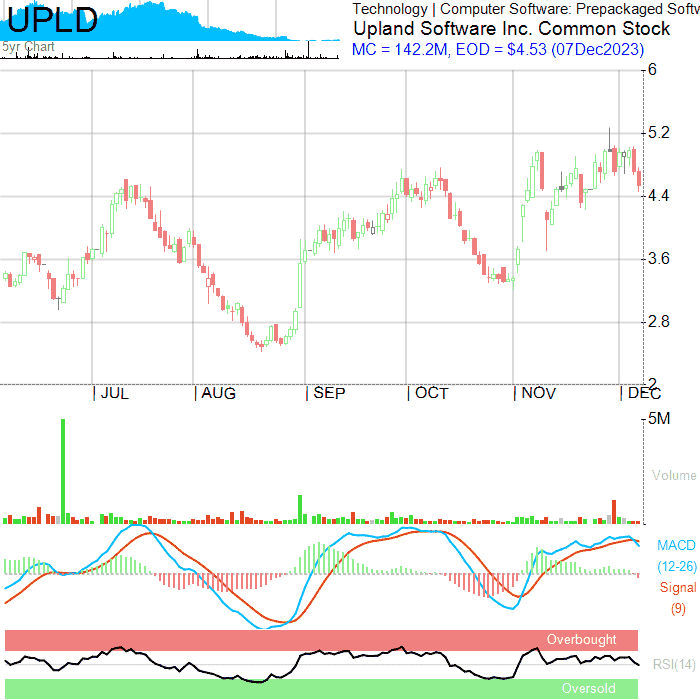 UPLD
5yr Chart
Technology | Computer Software: Prepackaged Softw
Upland Software Inc. Common Stock
MC = 142.2M, EOD = $4.53 (07Dec2023)
6
5.2
4.4
3.6
2.8
2
JUL AUG SEP OCT NOV DEC
5M
Volume
MACD
(12-26)
Signal
(9)
Overbought
RSI(14)
Oversold